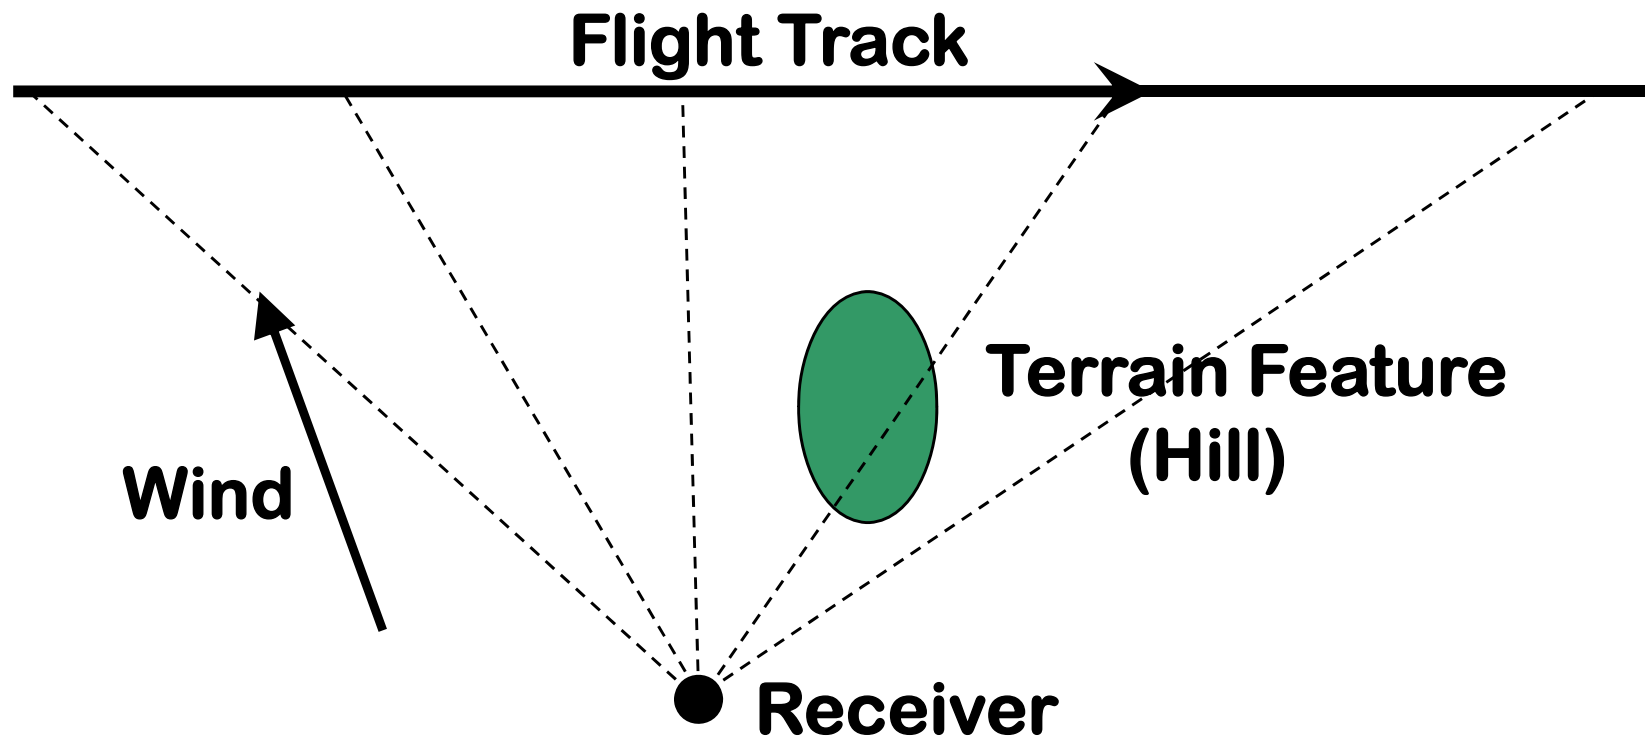 Flight Track
Terrain Feature
(Hill)
Wind
Receiver